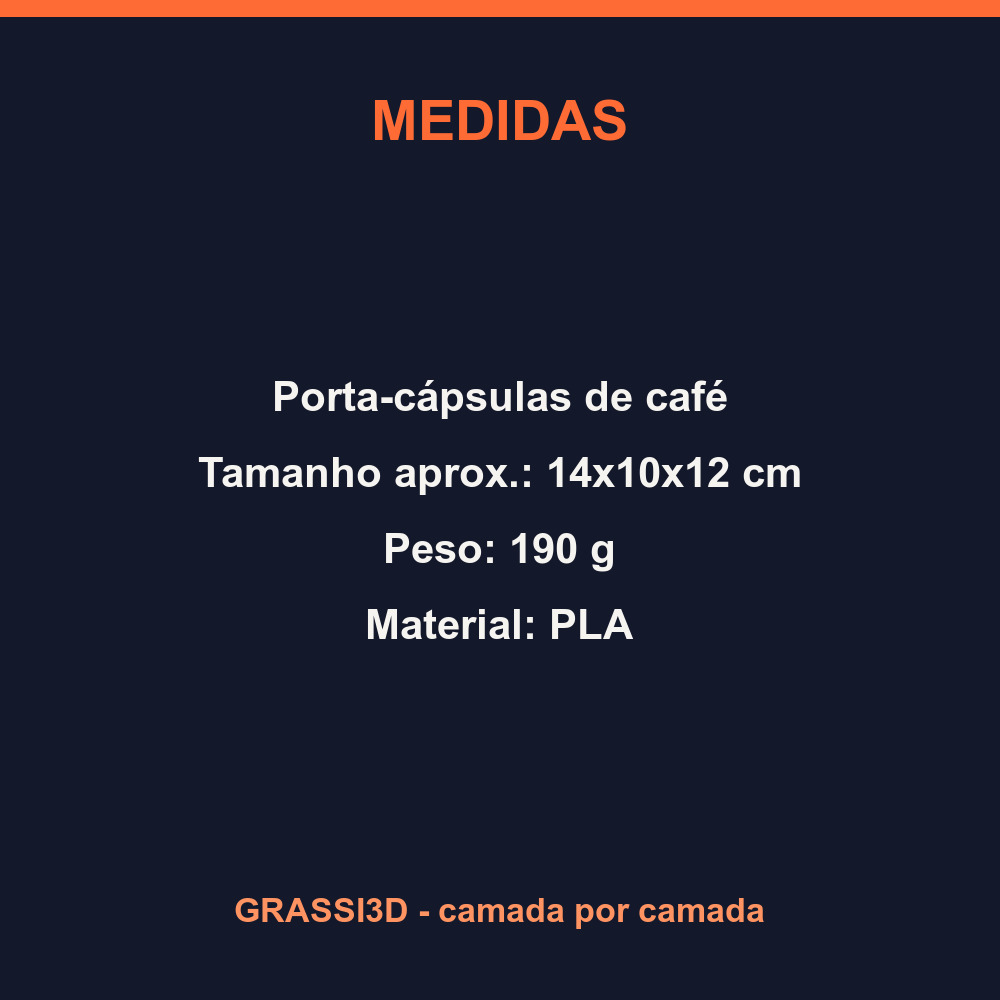 MEDIDAS
Porta-cápsulas de café
Tamanho aprox.: 14x10x12 cm
Peso: 190 g
Material: PLA
GRASSI3D - camada por camada